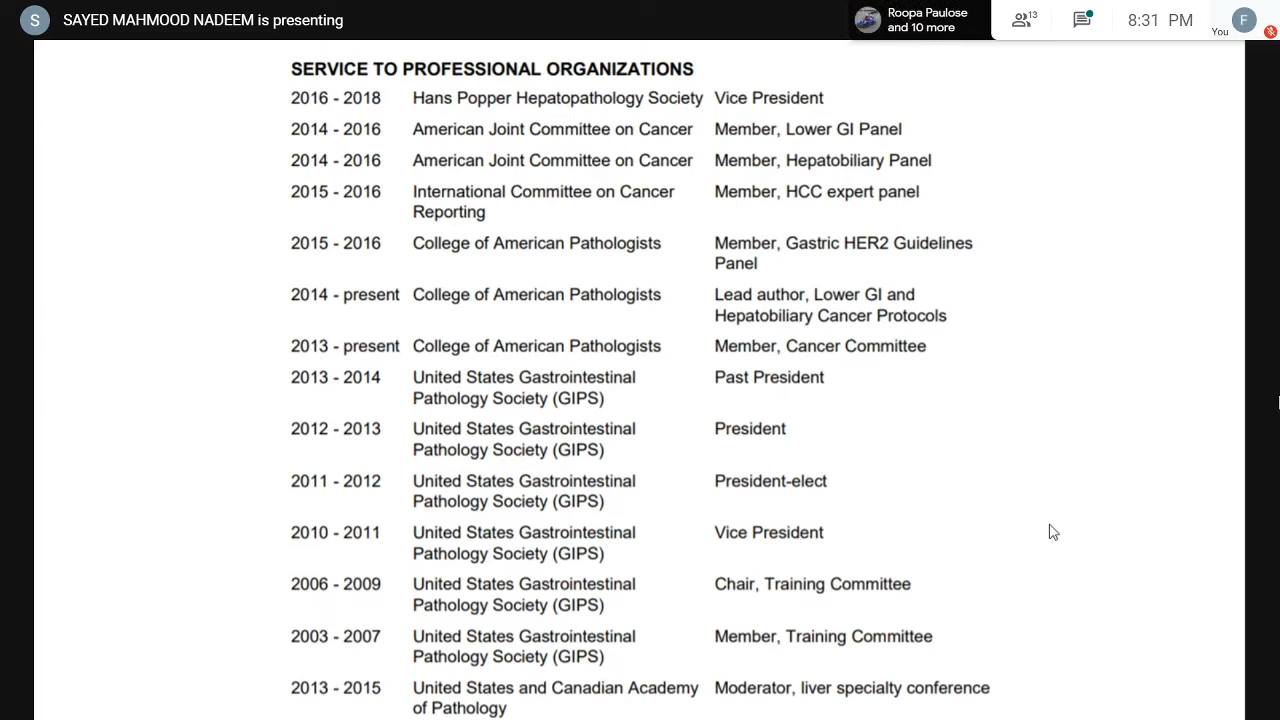 S SAYED MAHMOOD NADEEM is presenting
Roopa Paulose
and 10 more
13
8:31 PM
You
F
SERVICE TO PROFESSIONAL ORGANIZATIONS
2016 - 2018 Hans Popper Hepatopathology Society Vice President
2014 - 2016 American Joint Committee on Cancer Member, Lower GI Panel
2014 - 2016 American Joint Committee on Cancer Member, Hepatobiliary Panel
2015 - 2016 International Committee on Cancer Member, HCC expert panel
Reporting
2015 - 2016 College of American Pathologists Member, Gastric HER2 Guidelines
Panel
2014 - present College of American Pathologists Lead author, Lower GI and
Hepatobiliary Cancer Protocols
2013 - present College of American Pathologists Member, Cancer Committee
2013 - 2014 United States Gastrointestinal Past President
Pathology Society (GIPS)
2012 - 2013 United States Gastrointestinal President
Pathology Society (GIPS)
2011 - 2012 United States Gastrointestinal President-elect
Pathology Society (GIPS)
2010 - 2011 United States Gastrointestinal Vice President
Pathology Society (GIPS)
2006 - 2009 United States Gastrointestinal Chair, Training Committee
Pathology Society (GIPS)
2003 - 2007 United States Gastrointestinal Member, Training Committee
Pathology Society (GIPS)
2013 - 2015 United States and Canadian Academy Moderator, liver specialty conference
of Pathology